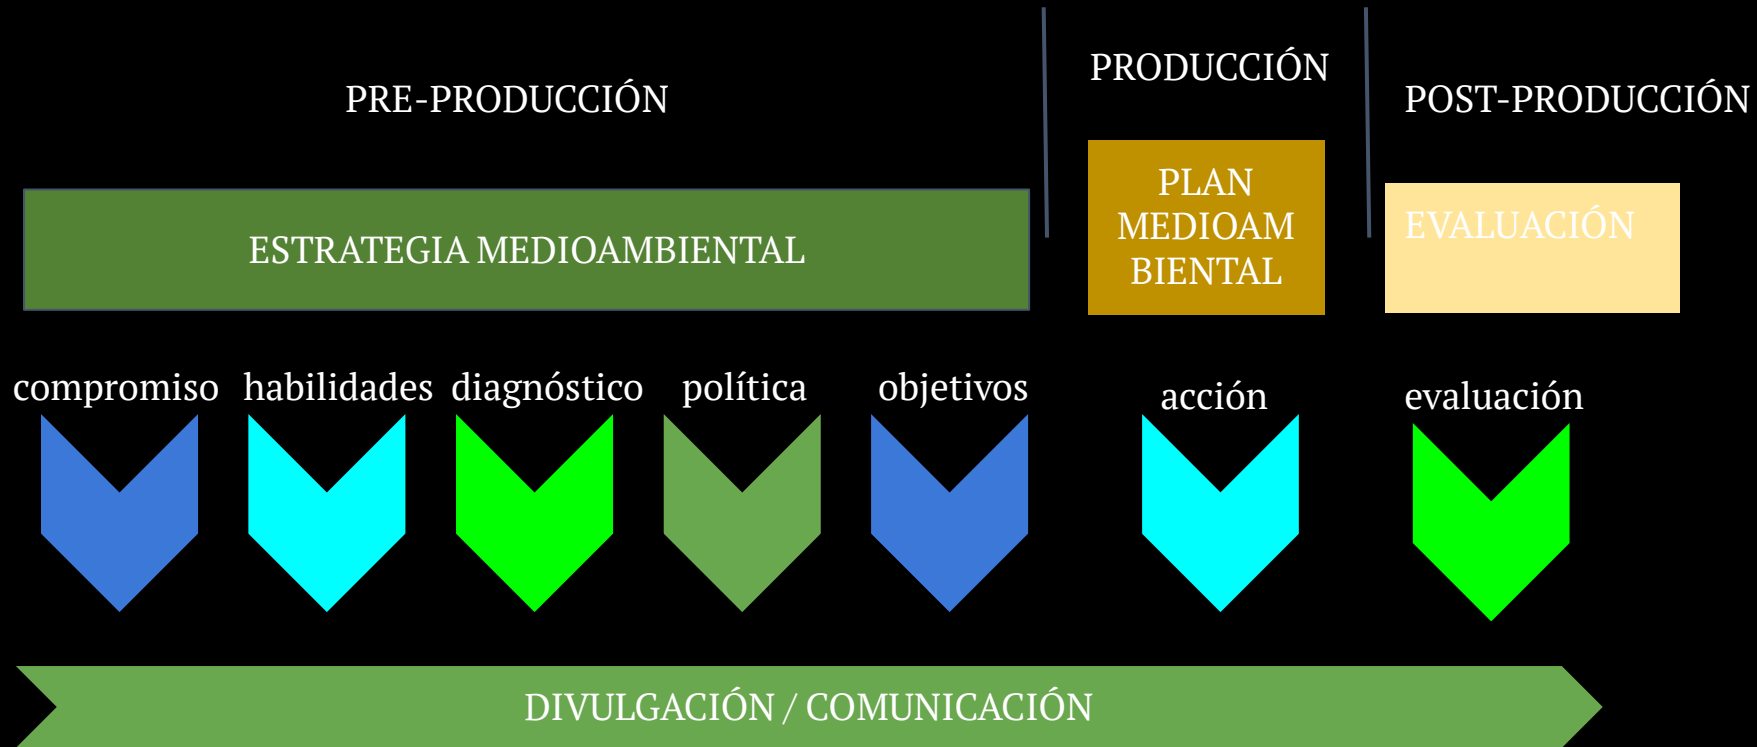 PRE-PRODUCCIÓN
PRODUCCIÓN
POST-PRODUCCIÓN
ESTRATEGIA MEDIOAMBIENTAL
PLAN
MEDIOAM
BIENTAL
EVALUACIÓN
compromiso
habilidades
diagnóstico
política
objetivos
acción
evaluación
DIVULGACIÓN / COMUNICACIÓN